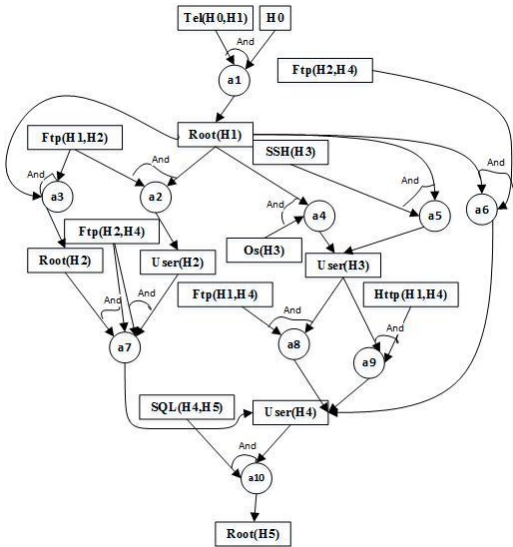 Tel(H0,H1)
H0
And
a1
Ftp(H2,H4)
Ftp(H1,H2)
Root(H1)
SSH(H3)
And
And
And
And
And
a3
a2
a4
a5
a6
Ftp(H2,H4)
Root(H2)
User(H2)
Os(H3)
User(H3)
Ftp(H1,H4)
Http(H1,H4)
And
And
And
And
a7
a8
a9
SQL(H4,H5)
User(H4)
And
a10
Root(H5)